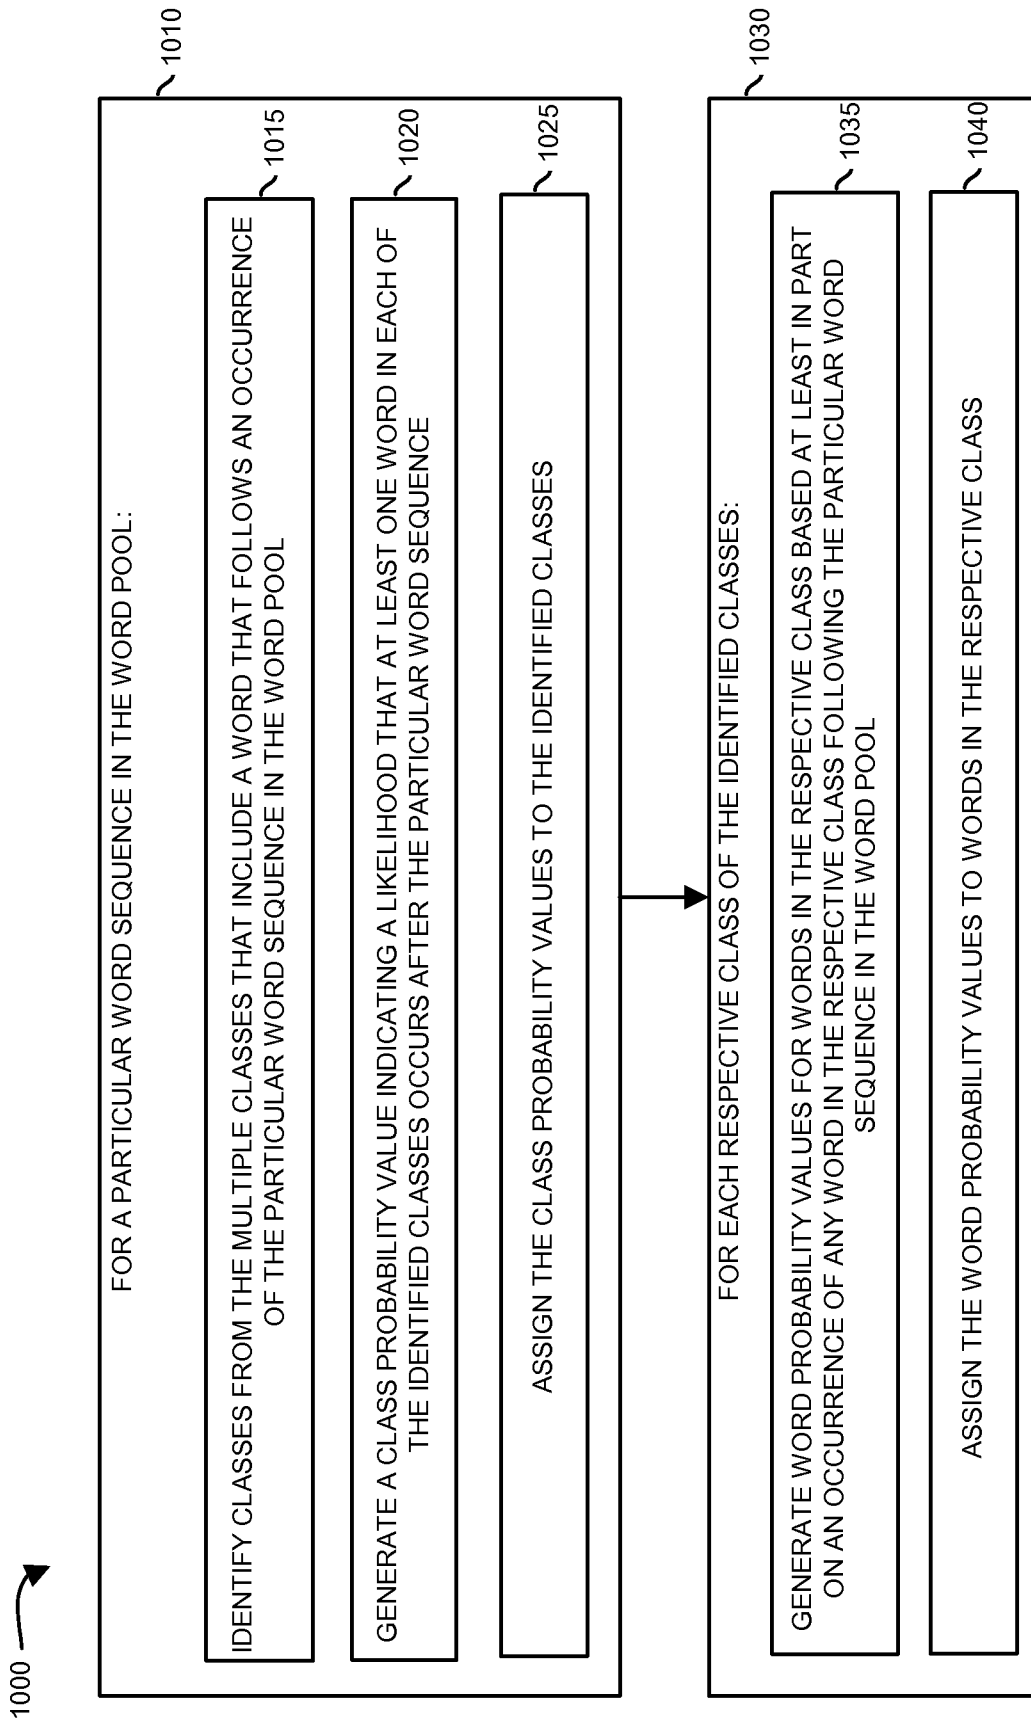 1000
1010
FOR A PARTICULAR WORD SEQUENCE IN THE WORD POOL:
1015
IDENTIFY CLASSES FROM THE MULTIPLE CLASSES THAT INCLUDE A WORD THAT FOLLOWS AN OCCURRENCE
OF THE PARTICULAR WORD SEQUENCE IN THE WORD POOL
1020
GENERATE A CLASS PROBABILITY VALUE INDICATING A LIKELIHOOD THAT AT LEAST ONE WORD IN EACH OF
THE IDENTIFIED CLASSES OCCURS AFTER THE PARTICULAR WORD SEQUENCE
1025
ASSIGN THE CLASS PROBABILITY VALUES TO THE IDENTIFIED CLASSES
1030
FOR EACH RESPECTIVE CLASS OF THE IDENTIFIED CLASSES:
1035
GENERATE WORD PROBABILITY VALUES FOR WORDS IN THE RESPECTIVE CLASS BASED AT LEAST IN PART
ON AN OCCURRENCE OF ANY WORD IN THE RESPECTIVE CLASS FOLLOWING THE PARTICULAR WORD
SEQUENCE IN THE WORD POOL
1040
ASSIGN THE WORD PROBABILITY VALUES TO WORDS IN THE RESPECTIVE CLASS